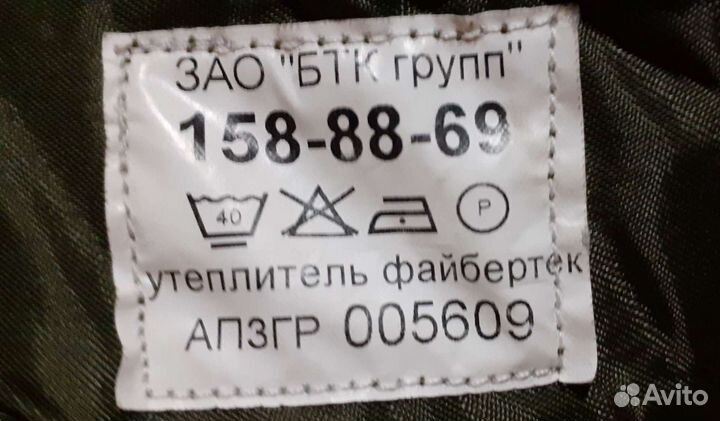 ЗАО "БТК групп"
158-88-69
40 P
утеплитель файбертек
АПЗГР 005609
Avito